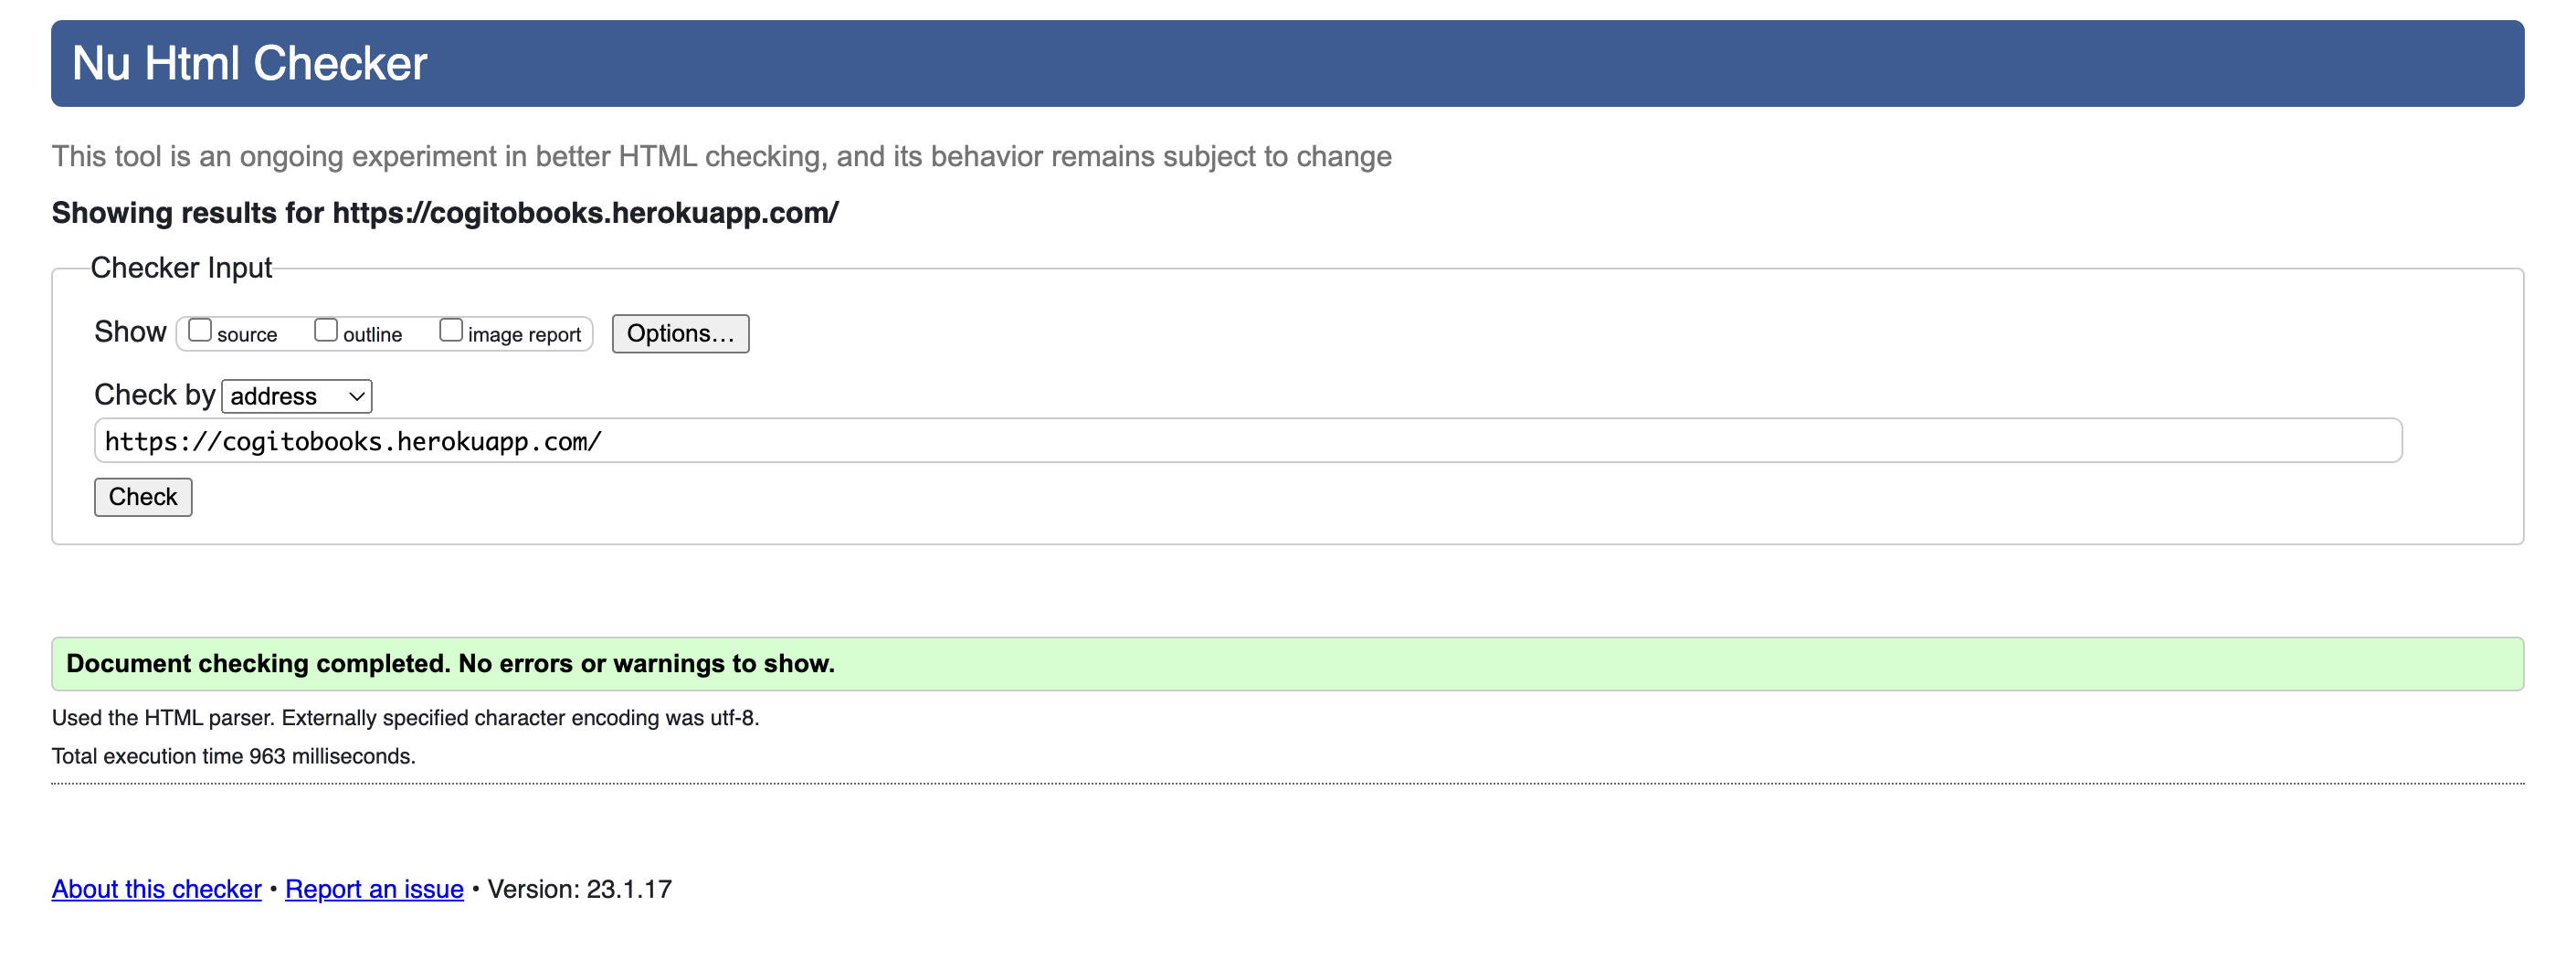 Nu Html Checker
This tool is an ongoing experiment in better HTML checking, and its behavior remains subject to change
Showing results for https://cogitobooks.herokuapp.com/
Checker Input
Show source outline image report Options...
Check by address
https://cogitobooks.herokuapp.com/
Check
Document checking completed. No errors or warnings to show.
Used the HTML parser. Externally specified character encoding was utf-8.
Total execution time 963 milliseconds.
About this checker • Report an issue • Version: 23.1.17